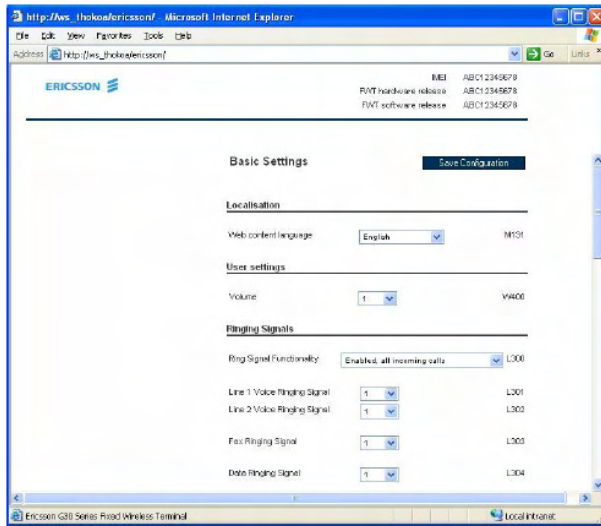 http://ws_thokoa/ericsson/ - Microsoft Internet Explorer
File Edit View Favorites Tools Help
Address http://ws_thokoa/ericsson/ Go Links
ERICSSON
IMEI ABC12345678
FWT hardware release ABC12345678
FWT software release ABC12345678
Basic Settings Save Configuration
Localisation
Web content language English M131
User settings
Volume 1 W400
Ringing Signals
Ring Signal Functionality Enabled, all incoming calls L300
Line 1 Voice Ringing Signal 1 L301
Line 2 Voice Ringing Signal 1 L302
Fax Ringing Signal 1 L303
Data Ringing Signal 1 L304
Ericsson G30 Series Fixed Wireless Terminal Local intranet